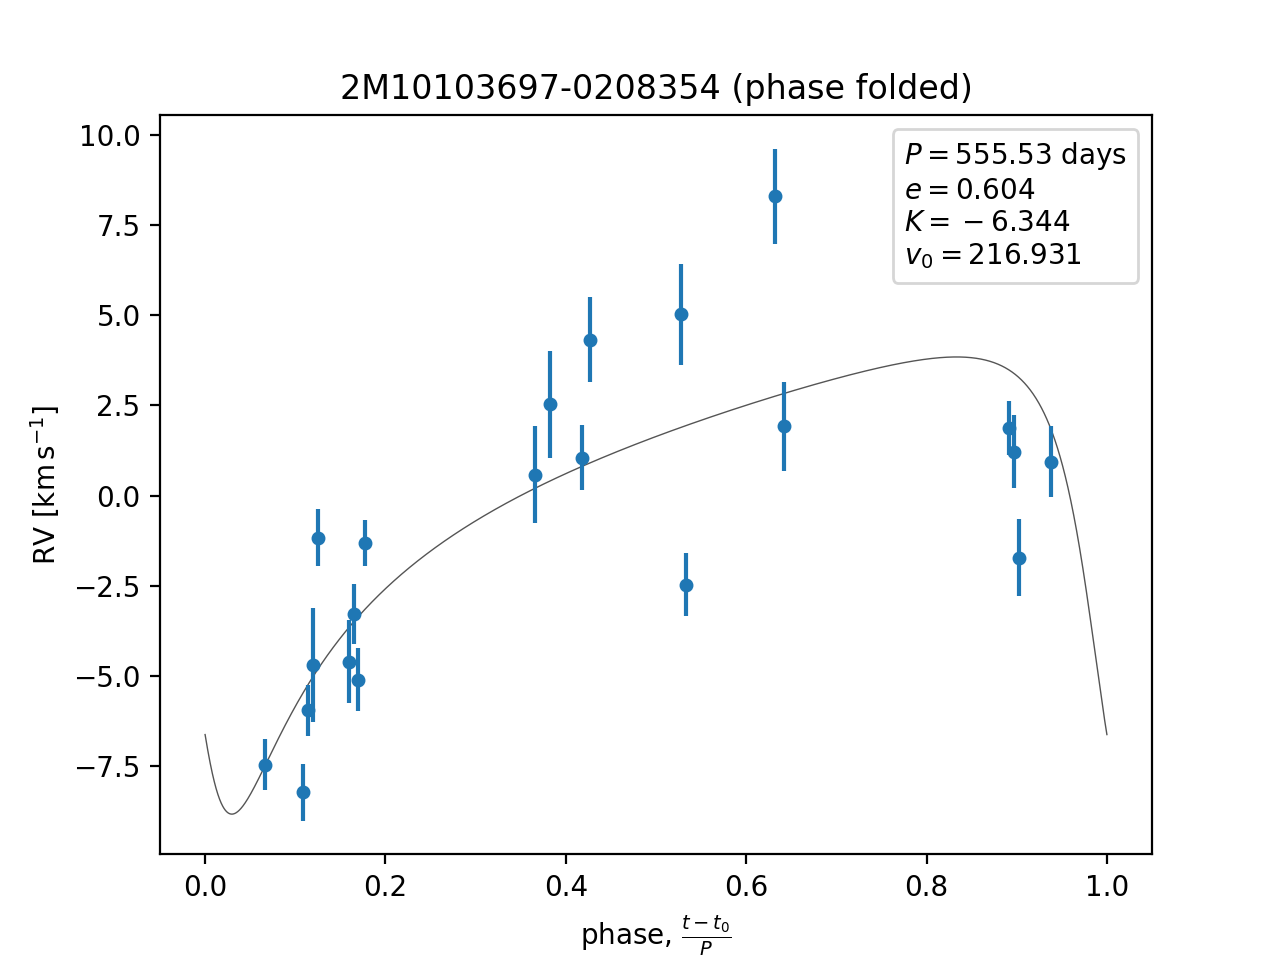 2M10103697-0208354 (phase folded)
P = 555.53 days
e = 0.604
K = −6.344
v₀ = 216.931
10.0
7.5
5.0
2.5
0.0
−2.5
−5.0
−7.5
RV [km s⁻¹]
0.0 0.2 0.4 0.6 0.8 1.0
phase, (t − t₀)/P